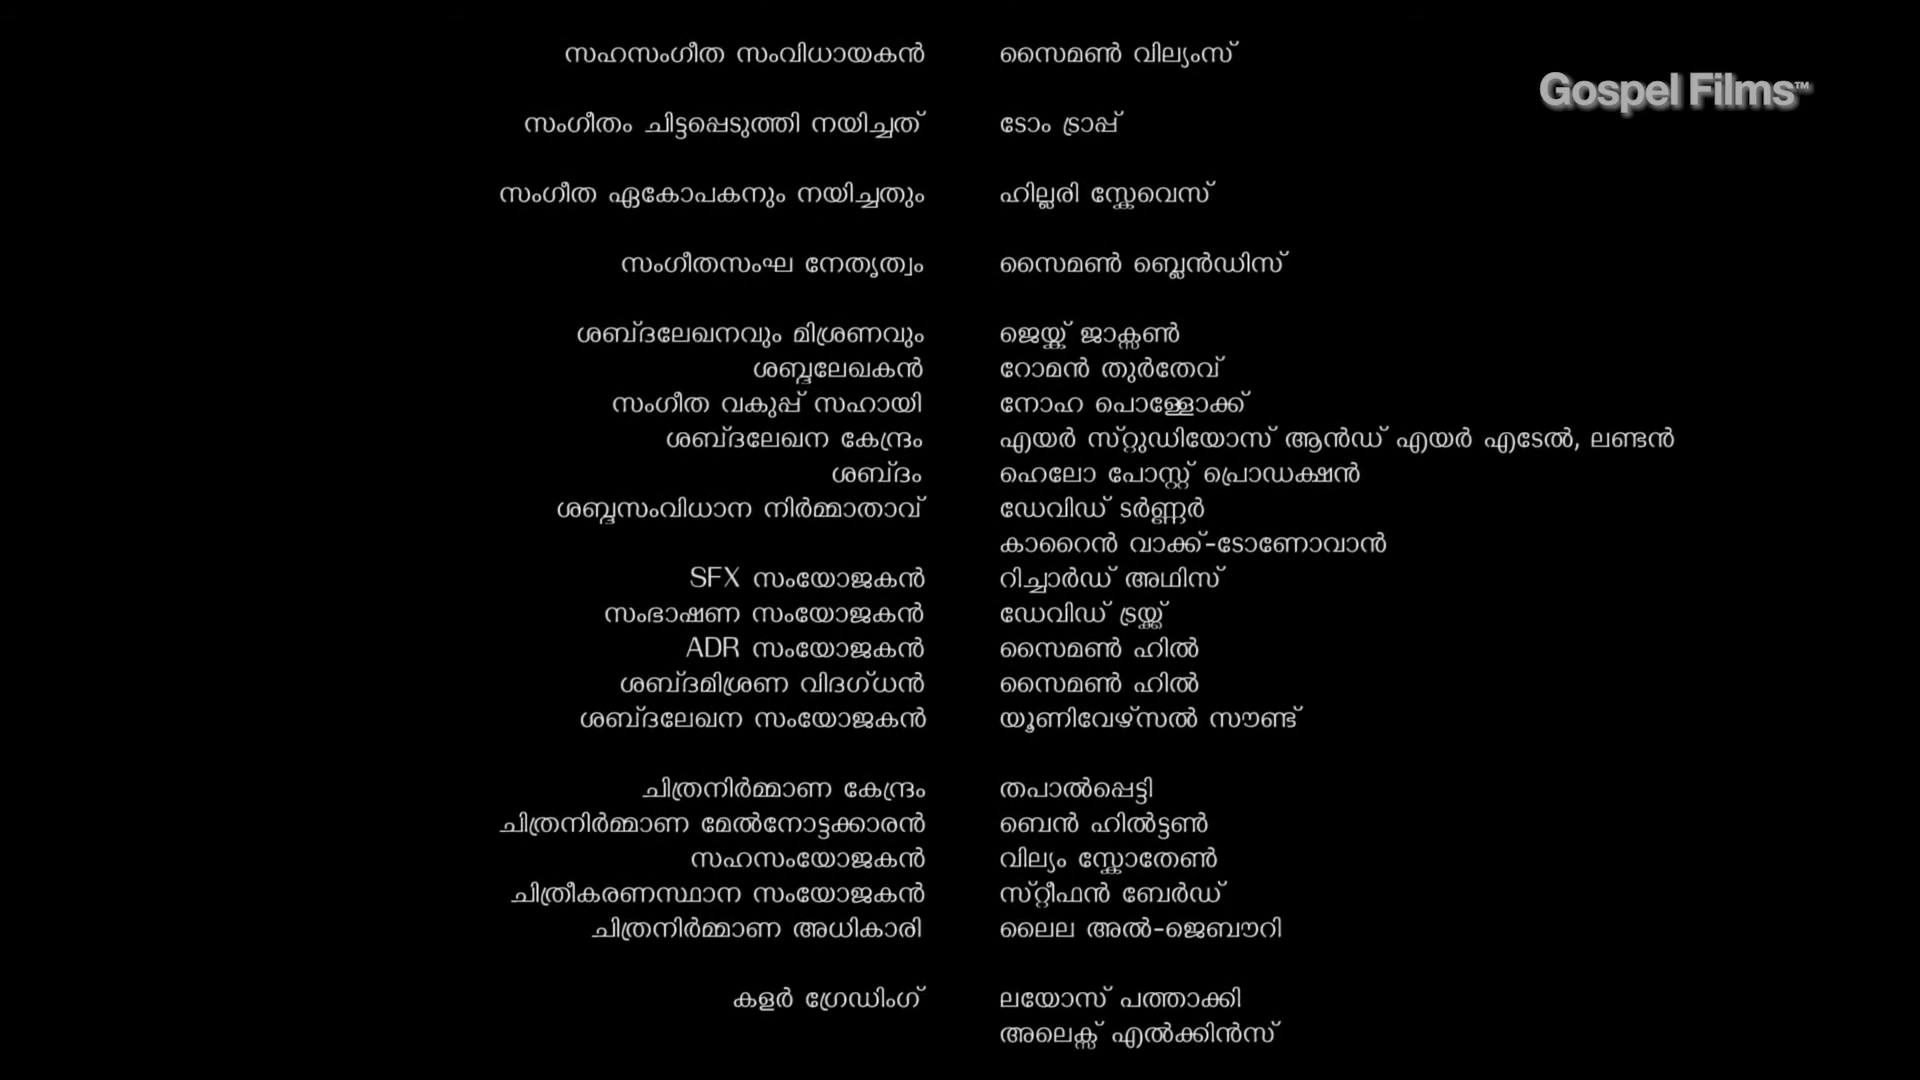 സഹസംഗീത സംവിധായകൻ സൈമൺ വില്യംസ്
Gospel Films™
സംഗീതം ചിട്ടപ്പെടുത്തി നയിച്ചത് ടോം ട്രാപ്പ്
സംഗീത ഏകോപകനും നയിച്ചതും ഹില്ലരി സ്കേവെസ്
സംഗീതസംഘ നേതൃത്വം സൈമൺ ബ്ലെൻഡിസ്
ശബ്‌ദലേഖനവും മിശ്രണവും ജെയ്ക്ക് ജാക്സൺ
ശബ്ദലേഖകൻ റോമൻ തുർതേവ്
സംഗീത വകുപ്പ് സഹായി നോഹ പൊള്ളോക്ക്
ശബ്‌ദലേഖന കേന്ദ്രം എയർ സ്‌റ്റുഡിയോസ് ആൻഡ് എയർ എടേൽ, ലണ്ടൻ
ശബ്‌ദം ഹെലോ പോസ്റ്റ് പ്രൊഡക്ഷൻ
ശബ്ദസംവിധാന നിർമ്മാതാവ് ഡേവിഡ് ടർണ്ണർ
കാറൈൻ വാക്ക്-ടോണോവാൻ
SFX സംയോജകൻ റിച്ചാർഡ് അഥിസ്
സംഭാഷണ സംയോജകൻ ഡേവിഡ് ട്രയ്ക്ക്
ADR സംയോജകൻ സൈമൺ ഹിൽ
ശബ്‌ദമിശ്രണ വിദഗ്‌ധൻ സൈമൺ ഹിൽ
ശബ്‌ദലേഖന സംയോജകൻ യൂണിവേഴ്‌സൽ സൗണ്ട്
ചിത്രനിർമ്മാണ കേന്ദ്രം തപാൽപ്പെട്ടി
ചിത്രനിർമ്മാണ മേൽനോട്ടക്കാരൻ ബെൻ ഹിൽട്ടൺ
സഹസംയോജകൻ വില്യം സ്കോതേൺ
ചിത്രീകരണസ്ഥാന സംയോജകൻ സ്‌റ്റീഫൻ ബേർഡ്
ചിത്രനിർമ്മാണ അധികാരി ലൈല അൽ-ജെബൗറി
കളർ ഗ്രേഡിംഗ് ലയോസ് പത്താക്കി
അലെക്സ് എൽക്കിൻസ്